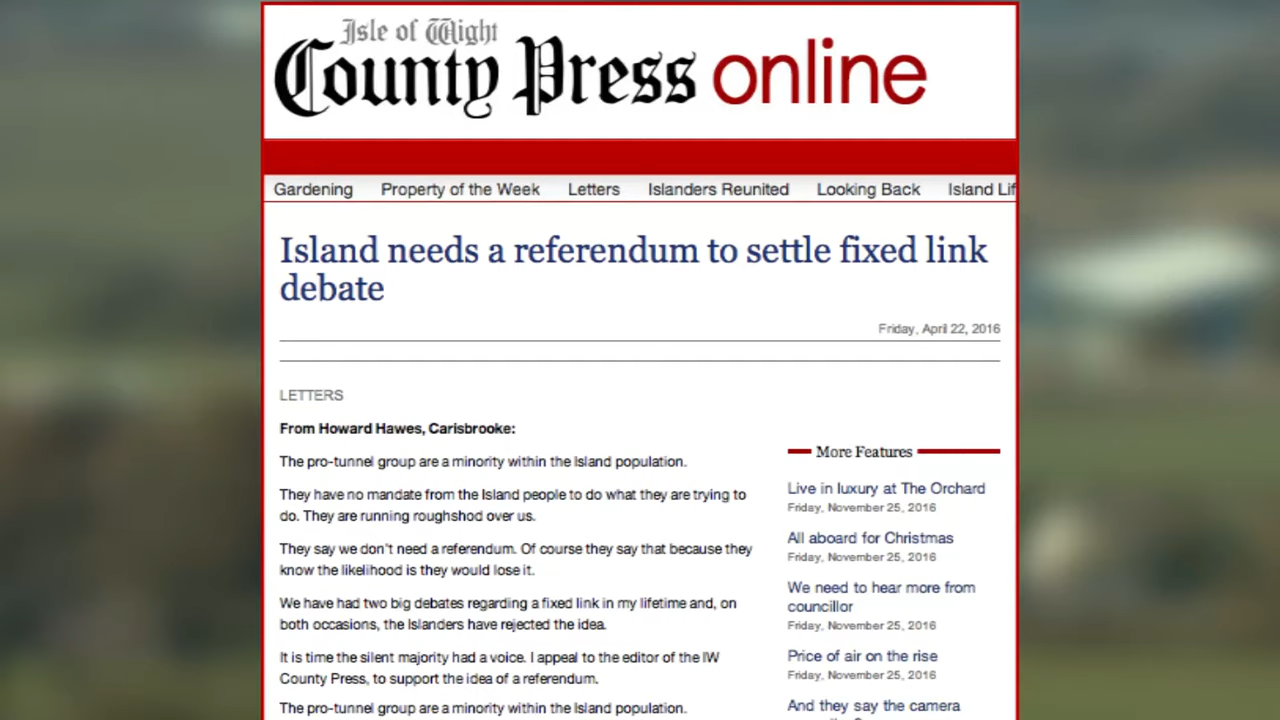 Isle of Wight
County Press online
Gardening Property of the Week Letters Islanders Reunited Looking Back Island Lif
Island needs a referendum to settle fixed link
debate
Friday, April 22, 2016
LETTERS
From Howard Hawes, Carisbrooke:
The pro-tunnel group are a minority within the Island population.
They have no mandate from the Island people to do what they are trying to
do. They are running roughshod over us.
They say we don't need a referendum. Of course they say that because they
know the likelihood is they would lose it.
We have had two big debates regarding a fixed link in my lifetime and, on
both occasions, the Islanders have rejected the idea.
It is time the silent majority had a voice. I appeal to the editor of the IW
County Press, to support the idea of a referendum.
The pro-tunnel group are a minority within the Island population.
More Features
Live in luxury at The Orchard
Friday, November 25, 2016
All aboard for Christmas
Friday, November 25, 2016
We need to hear more from
councillor
Friday, November 25, 2016
Price of air on the rise
Friday, November 25, 2016
And they say the camera